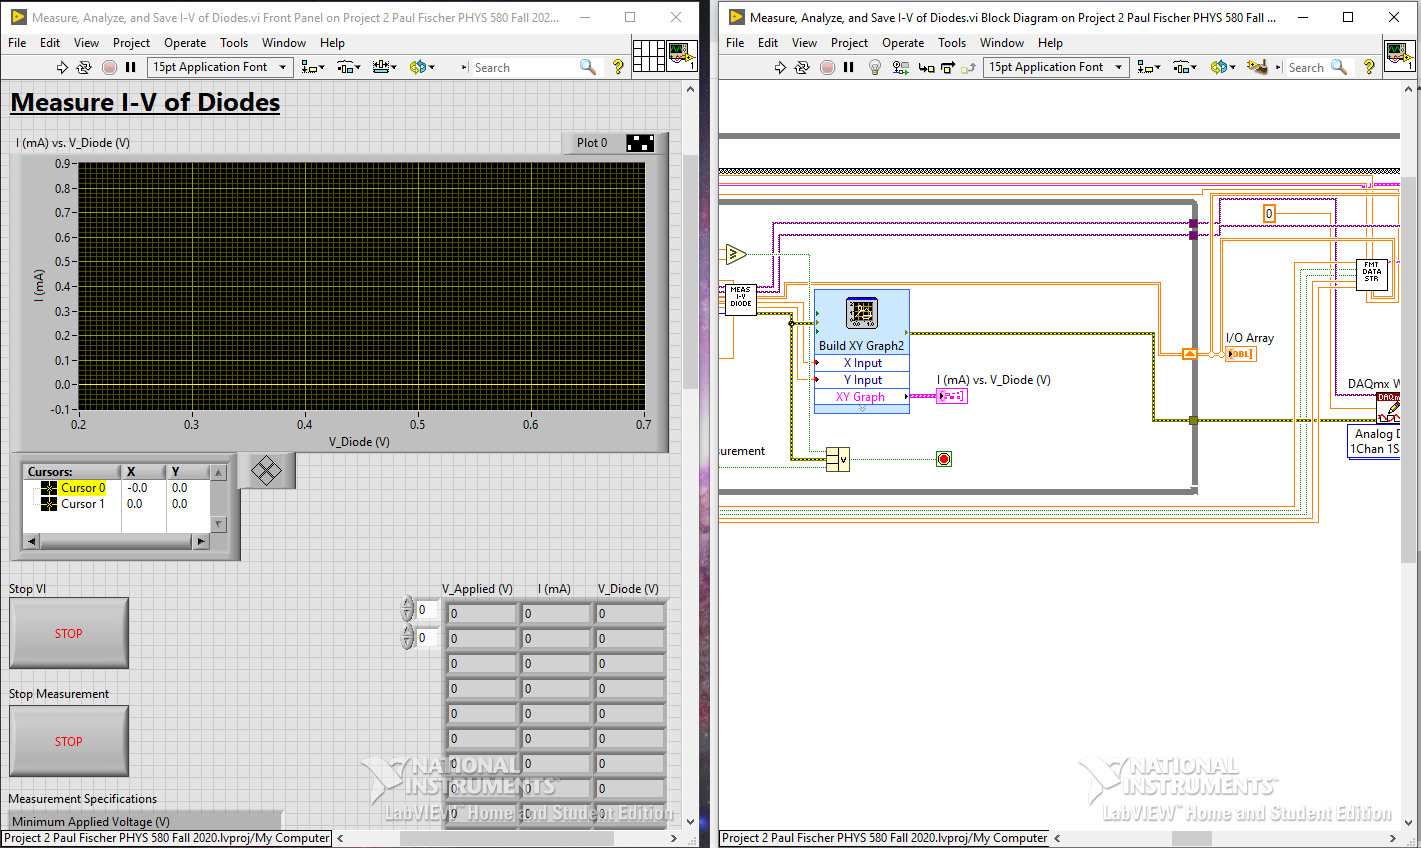 Measure, Analyze, and Save I-V of Diodes.vi Front Panel on Project 2 Paul Fischer PHYS 580 Fall 202...
File Edit View Project Operate Tools Window Help
15pt Application Font
Search
?
1
Measure I-V of Diodes
I (mA) vs. V_Diode (V)
Plot 0
0.9
0.8
0.7
0.6
0.5
0.4
0.3
0.2
0.1
0.0
-0.1
I (mA)
0.2 0.3 0.4 0.5 0.6 0.7
V_Diode (V)
Cursors: X Y
Cursor 0 -0.0 0.0
Cursor 1 0.0 0.0
Stop VI
STOP
Stop Measurement
STOP
V_Applied (V) I (mA) V_Diode (V)
0 0 0 0
0 0 0 0
0 0 0
0 0 0
0 0 0
0 0 0
0 0 0
0 0 0
0 0 0
Measurement Specifications
Minimum Applied Voltage (V)
NATIONAL
INSTRUMENTS™
LabVIEW™ Home and Student Edition
Project 2 Paul Fischer PHYS 580 Fall 2020.lvproj/My Computer
Measure, Analyze, and Save I-V of Diodes.vi Block Diagram on Project 2 Paul Fischer PHYS 580 Fall ...
File Edit View Project Operate Tools Window Help
15pt Application Font
Search
?
1
0
MEAS
I-V
DIODE
FMT
DATA
STR
Build XY Graph2
X Input
Y Input
XY Graph
I (mA) vs. V_Diode (V)
I/O Array
DBL]
DAQmx W
DAQm
Analog D
1Chan 1S
urement
V
NATIONAL
INSTRUMENTS™
LabVIEW™ Home and Student Edition
Project 2 Paul Fischer PHYS 580 Fall 2020.lvproj/My Computer